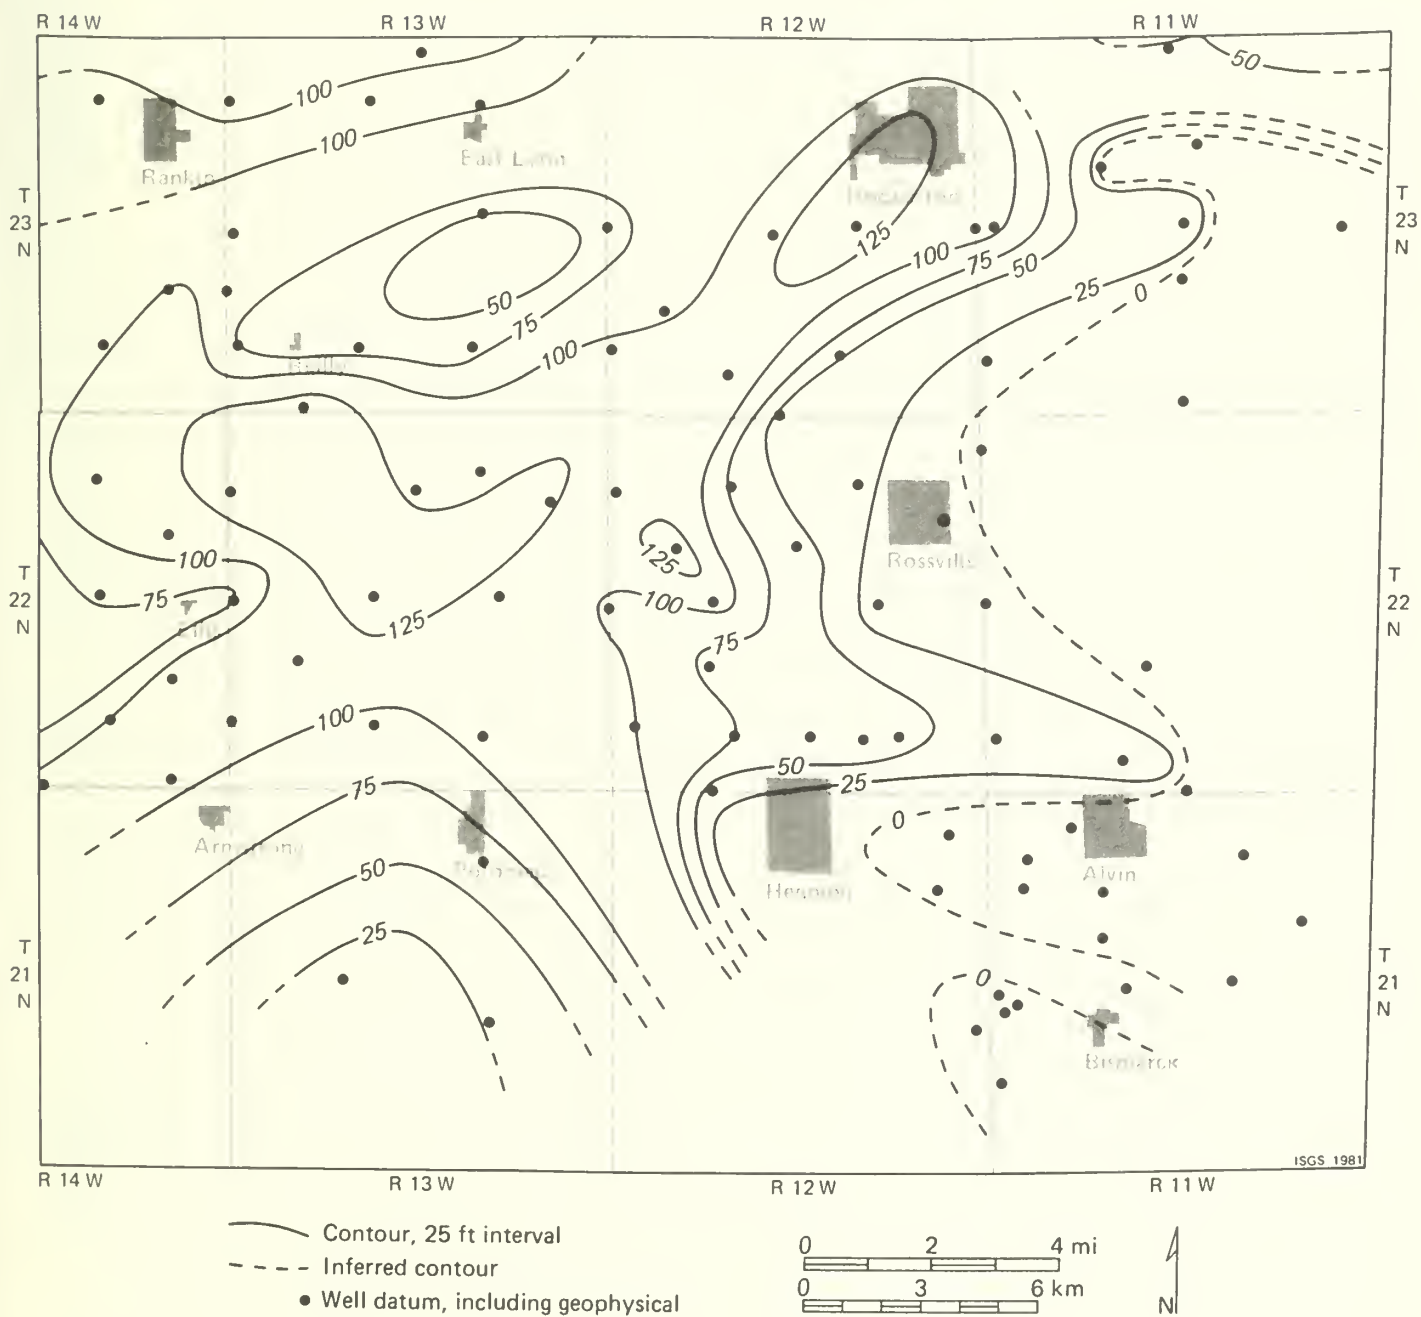 R 14 W R 13 W R 12 W R 11 W
50
100
100
Rankin
T
23
N
T
23
N
125
100
75
50
25
0
50
75
100
125
100
Rossville
T
22
N
T
22
N
75
100
125
75
100
50
25
75
0
Armstrong
Alvin
50
25
T
21
N
T
21
N
0
Bismarck
ISGS 1981
R 14 W R 13 W R 12 W R 11 W
Contour, 25 ft interval
Inferred contour
Well datum, including geophysical
0 2 4 mi
0 3 6 km
N